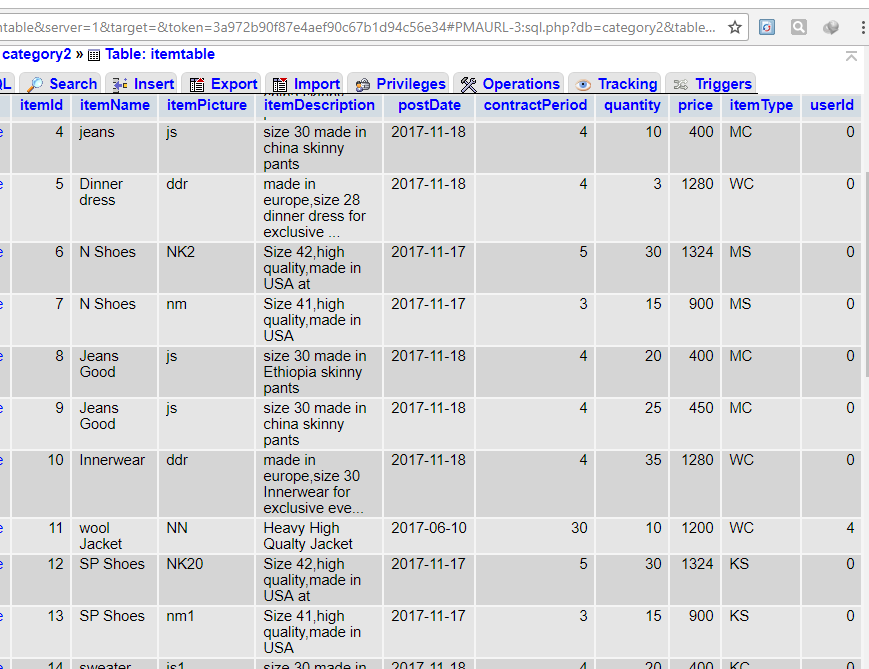 ntable&server=1&target=&token=3a972b90f87e4aef90c67b1d94c56e34#PMAURL-3:sql.php?db=category2&table...
category2 » Table: itemtable
QL Search Insert Export Import Privileges Operations Tracking Triggers
itemId itemName itemPicture itemDescription postDate contractPeriod quantity price itemType userId
e 4 jeans js size 30 made in 2017-11-18 4 10 400 MC 0
china skinny
pants
e 5 Dinner ddr made in 2017-11-18 4 3 1280 WC 0
dress europe,size 28
dinner dress for
exclusive ...
e 6 N Shoes NK2 Size 42,high 2017-11-17 5 30 1324 MS 0
quality,made in
USA at
e 7 N Shoes nm Size 41,high 2017-11-17 3 15 900 MS 0
quality,made in
USA
e 8 Jeans js size 30 made in 2017-11-18 4 20 400 MC 0
Good Ethiopia skinny
pants
e 9 Jeans js size 30 made in 2017-11-18 4 25 450 MC 0
Good china skinny
pants
e 10 Innerwear ddr made in 2017-11-18 4 35 1280 WC 0
europe,size 30
Innerwear for
exclusive eve...
e 11 wool NN Heavy High 2017-06-10 30 10 1200 WC 4
Jacket Qualty Jacket
e 12 SP Shoes NK20 Size 42,high 2017-11-17 5 30 1324 KS 0
quality,made in
USA at
e 13 SP Shoes nm1 Size 41,high 2017-11-17 3 15 900 KS 0
quality,made in
USA
14 sweater js1 size 30 made in 2017-11-18 4 20 400 KC 0